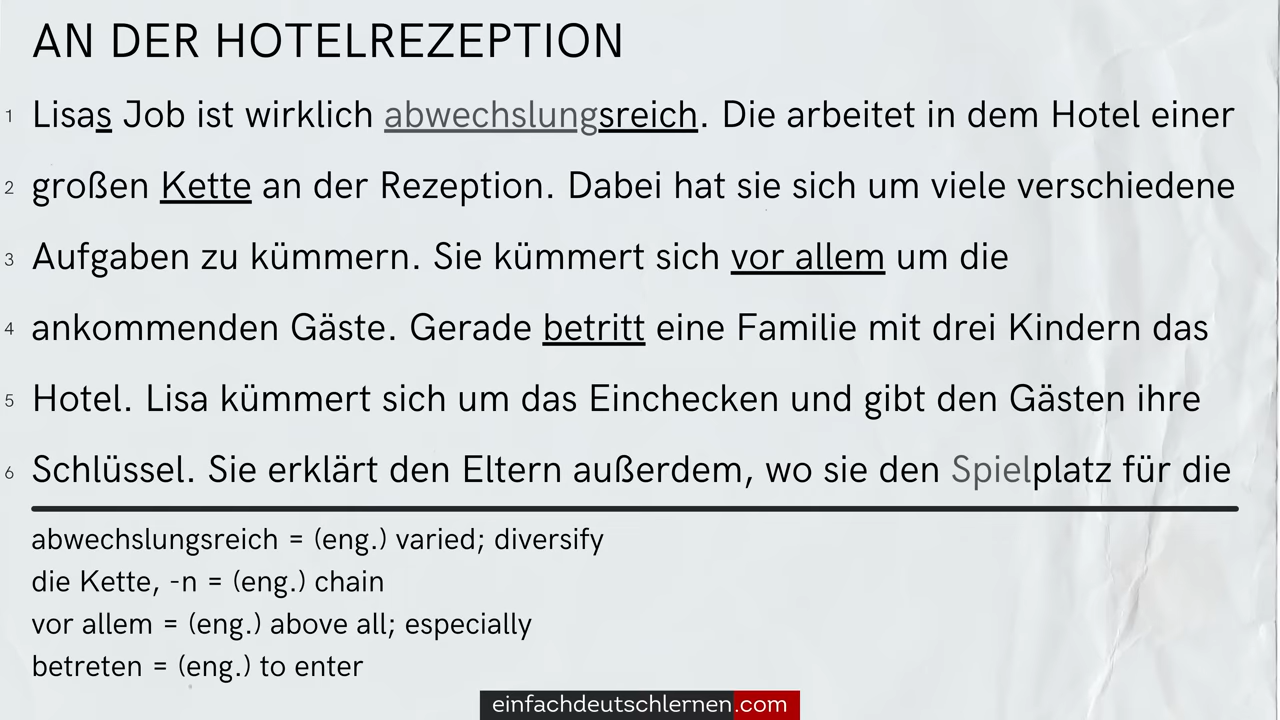 AN DER HOTELREZEPTION
1 Lisas Job ist wirklich abwechslungsreich. Die arbeitet in dem Hotel einer
2 großen Kette an der Rezeption. Dabei hat sie sich um viele verschiedene
3 Aufgaben zu kümmern. Sie kümmert sich vor allem um die
4 ankommenden Gäste. Gerade betritt eine Familie mit drei Kindern das
5 Hotel. Lisa kümmert sich um das Einchecken und gibt den Gästen ihre
6 Schlüssel. Sie erklärt den Eltern außerdem, wo sie den Spielplatz für die
abwechslungsreich = (eng.) varied; diversify
die Kette, -n = (eng.) chain
vor allem = (eng.) above all; especially
betreten = (eng.) to enter
einfachdeutschlernen.com